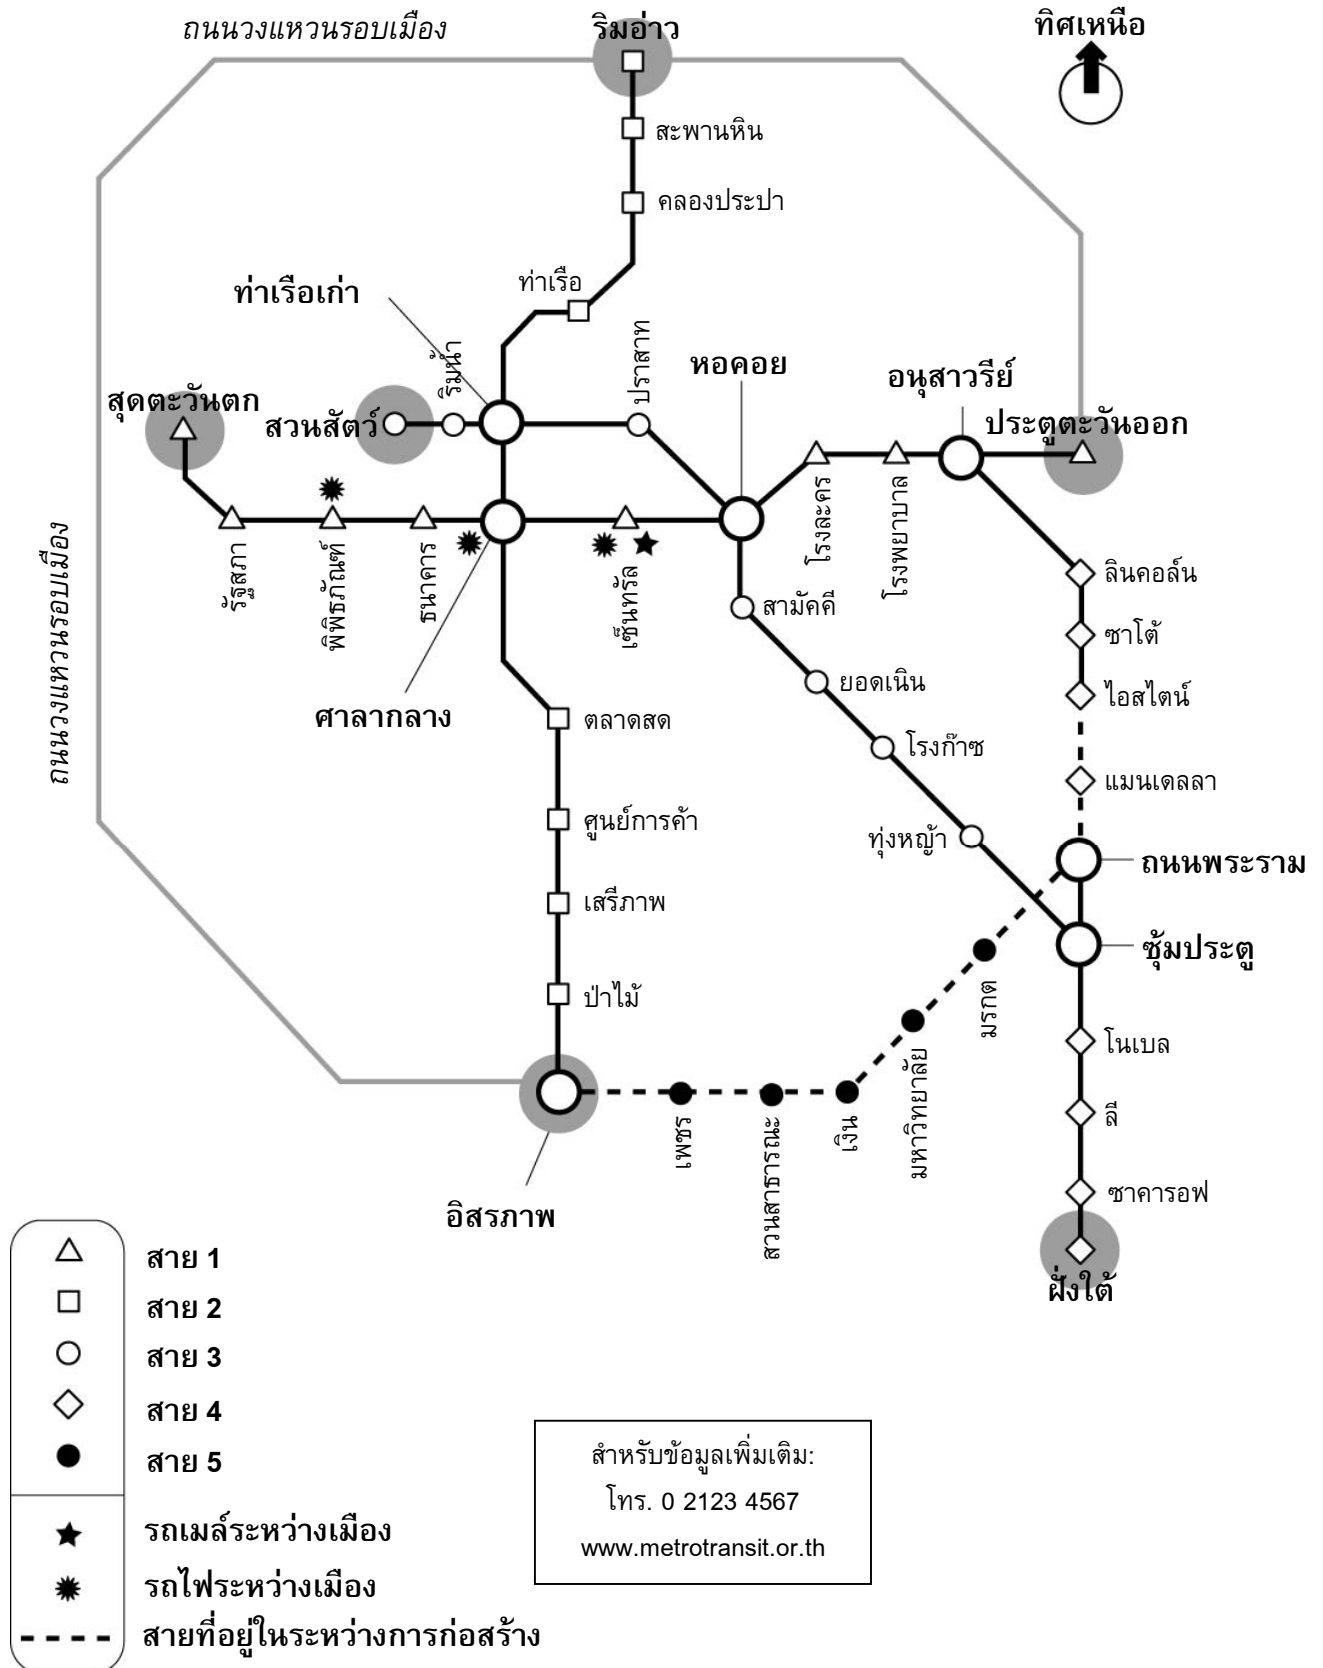 ถนนวงแหวนรอบเมือง
ริมอ่าว
ทิศเหนือ
สะพานหิน
คลองประปา
ท่าเรือ
ท่าเรือเก่า
ริมน้ำ
ปราสาท
หอคอย
อนุสาวรีย์
สุดตะวันตก
สวนสัตว์
ประตูตะวันออก
รัฐสภา
พิพิธภัณฑ์
ธนาคาร
เซ็นทรัล
โรงละคร
โรงพยาบาล
ถนนวงแหวนรอบเมือง
ลินคอล์น
สามัคคี
ซาโต้
ยอดเนิน
ไอสไตน์
ศาลากลาง
ตลาดสด
โรงก๊าซ
แมนเดลลา
ศูนย์การค้า
ทุ่งหญ้า
ถนนพระราม
เสรีภาพ
ซุ้มประตู
ป่าไม้
มรกต
โนเบล
มหาวิทยาลัย
ลี
เพชร
สวนสาธารณะ
เงิน
ซาคารอฟ
อิสรภาพ
ฝั่งใต้
สาย 1
สาย 2
สาย 3
สาย 4
สาย 5
รถเมล์ระหว่างเมือง
รถไฟระหว่างเมือง
สายที่อยู่ในระหว่างการก่อสร้าง
สำหรับข้อมูลเพิ่มเติม:
โทร. 0 2123 4567
www.metrotransit.or.th